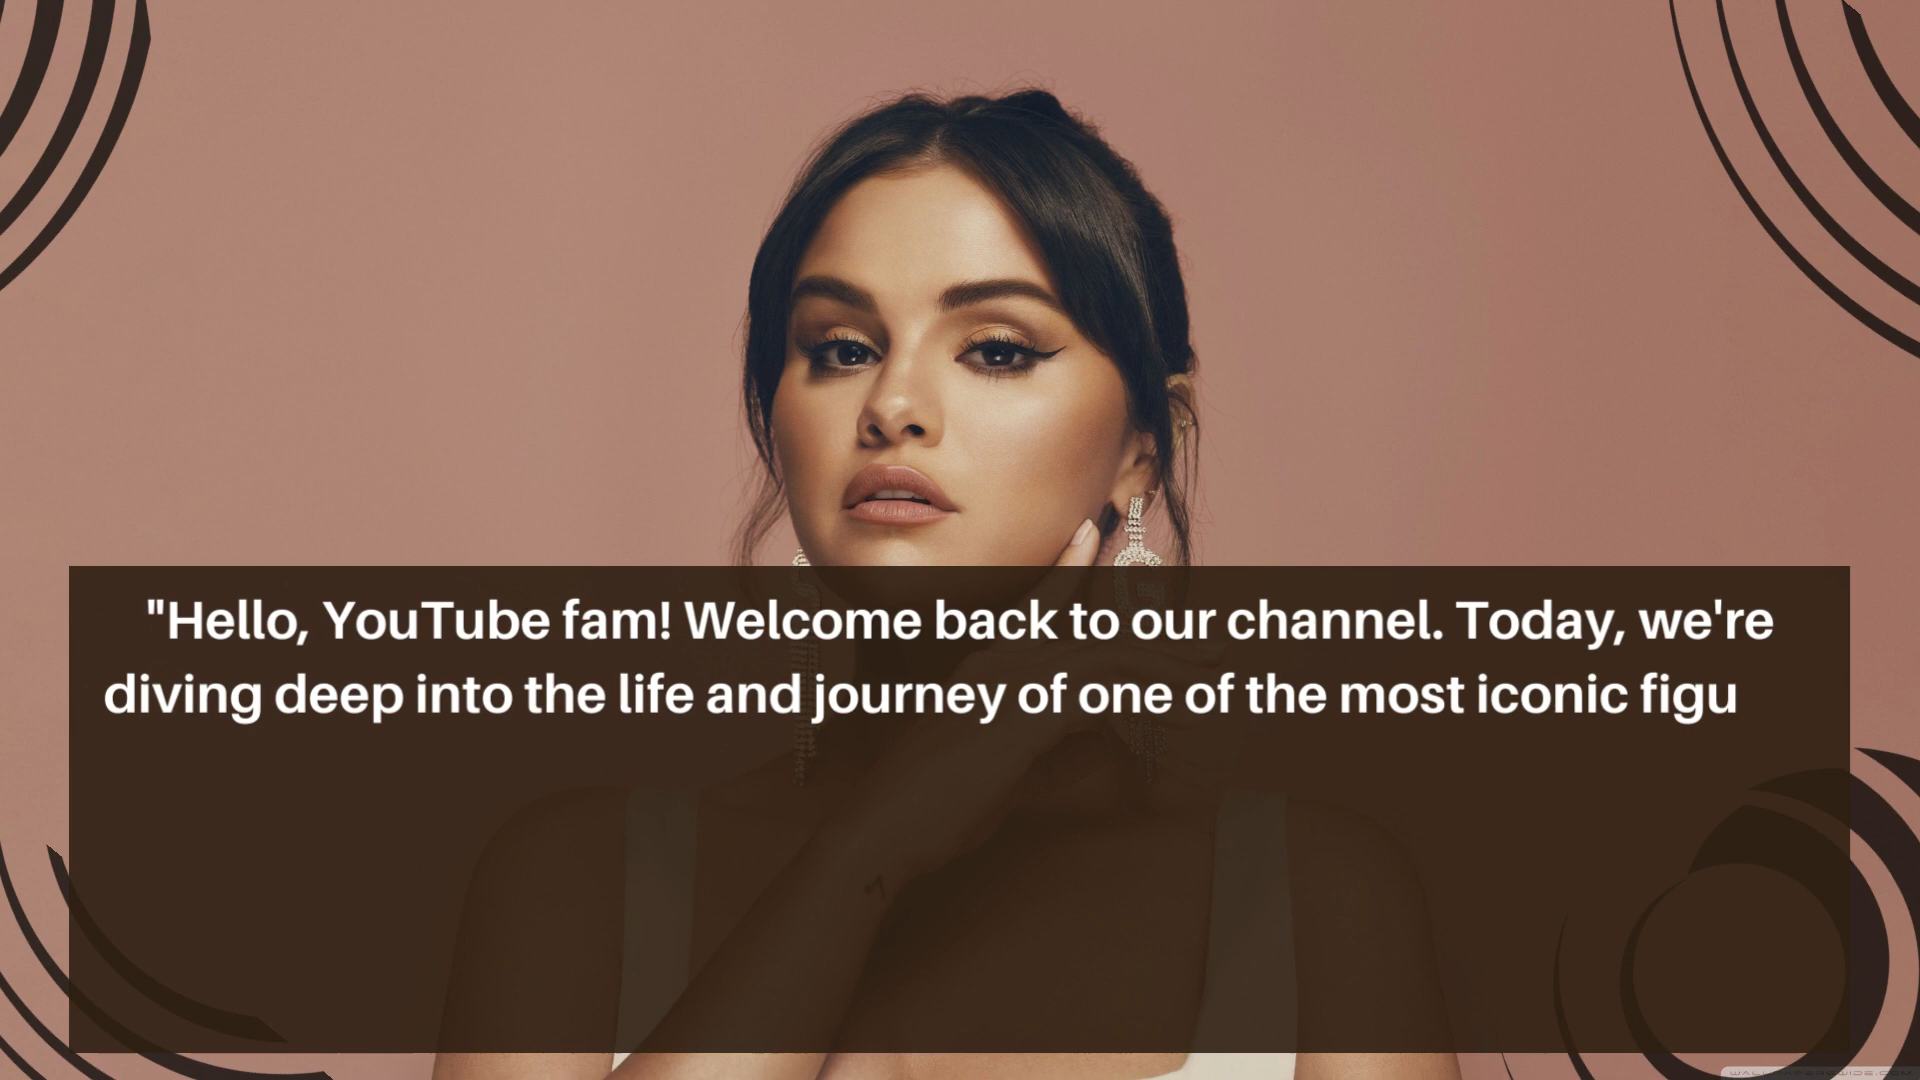 "Hello, YouTube fam! Welcome back to our channel. Today, we're
diving deep into the life and journey of one of the most iconic figu